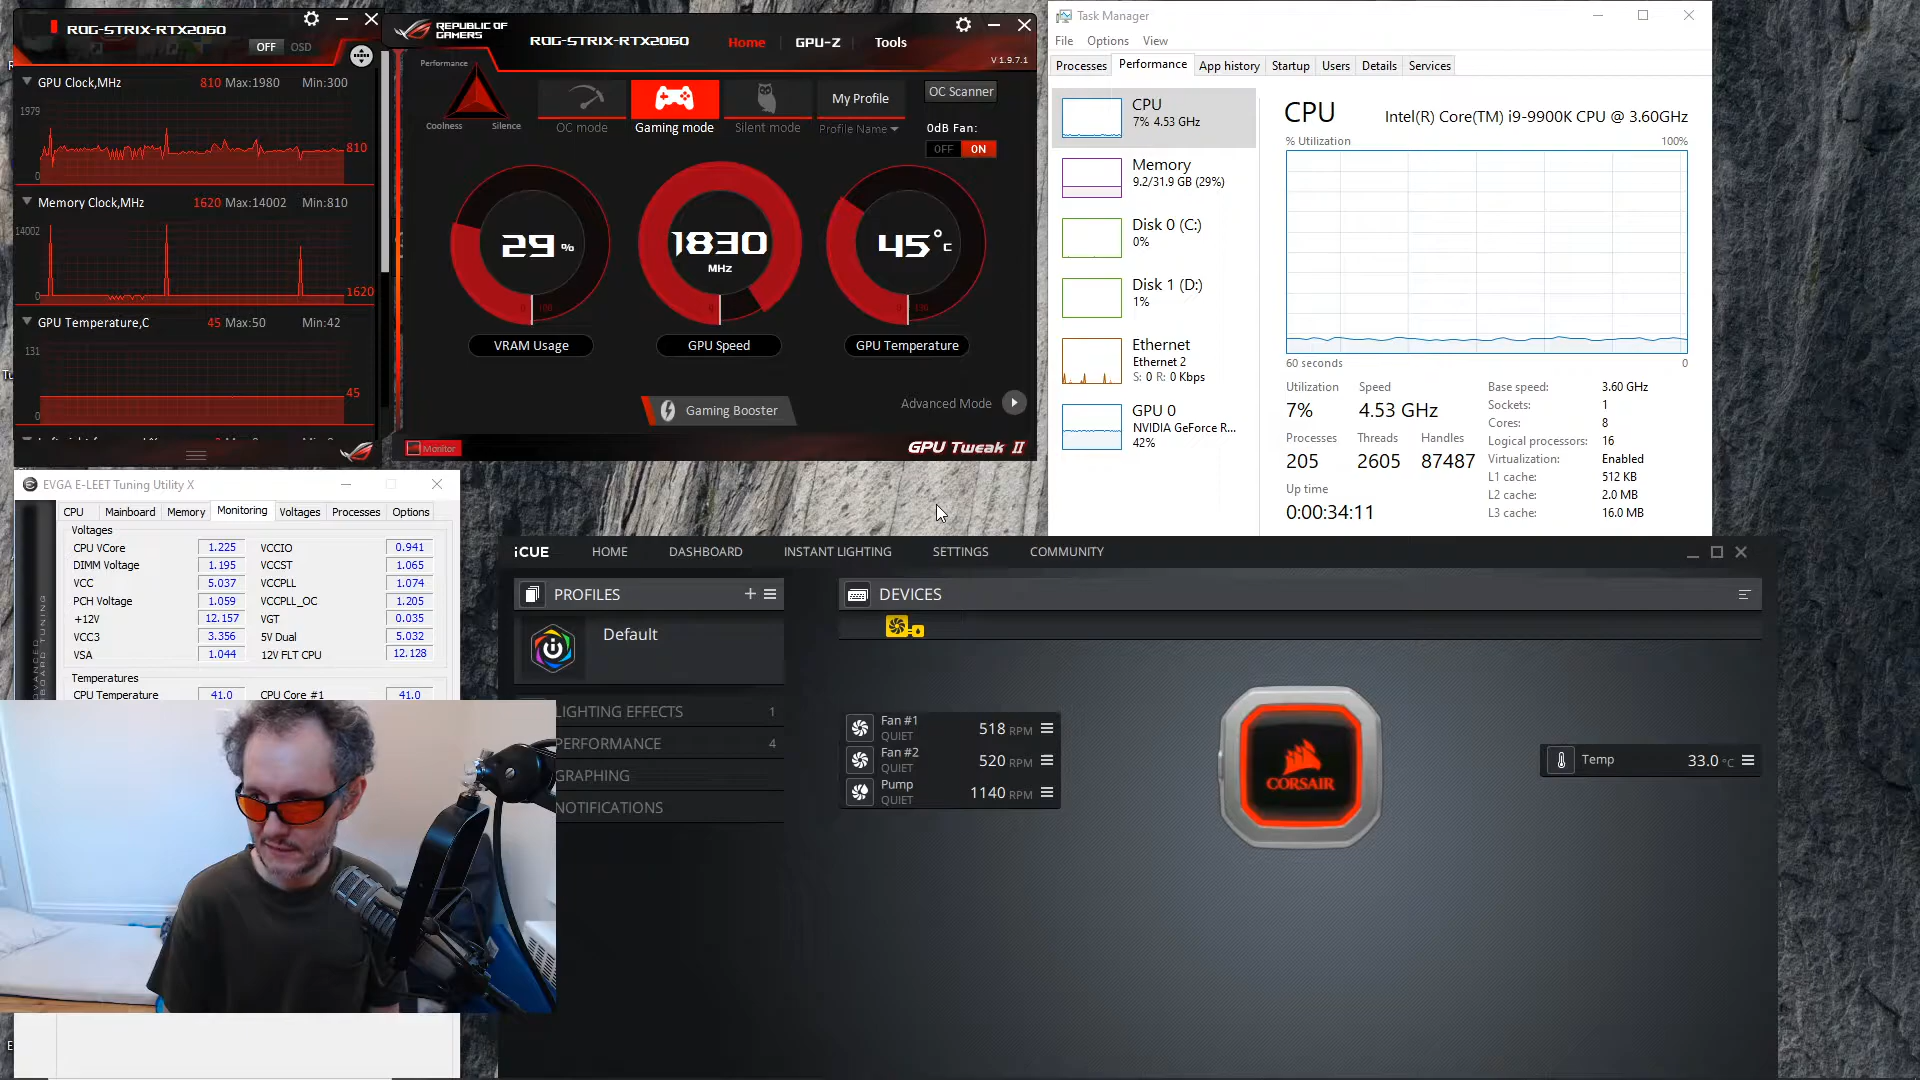 ROG-STRIX-RTX2060
OFF OSD
GPU Clock,MHz 810 Max:1980 Min:300
1979
810
0
Memory Clock,MHz 1620 Max:14002 Min:810
14002
1620
0
GPU Temperature,C 45 Max:50 Min:42
131
45
0
REPUBLIC OF
GAMERS
ROG-STRIX-RTX2060
Home GPU-Z Tools
V 1.9.7.1
Performance
Coolness Silence
OC mode
Gaming mode
Silent mode
My Profile
Profile Name
OC Scanner
0dB Fan:
OFF ON
29 %
0 100
VRAM Usage
1830
MHz
GPU Speed
45°C
0 100
GPU Temperature
Gaming Booster
Advanced Mode
Monitor
GPU Tweak II
Task Manager
File Options View
Processes Performance App history Startup Users Details Services
CPU
7% 4.53 GHz
Memory
9.2/31.9 GB (29%)
Disk 0 (C:)
0%
Disk 1 (D:)
1%
Ethernet
Ethernet 2
S: 0 R: 0 Kbps
GPU 0
NVIDIA GeForce R...
42%
CPU Intel(R) Core(TM) i9-9900K CPU @ 3.60GHz
% Utilization 100%
60 seconds 0
Utilization Speed
7% 4.53 GHz
Processes Threads Handles
205 2605 87487
Up time
0:00:34:11
Base speed: 3.60 GHz
Sockets: 1
Cores: 8
Logical processors: 16
Virtualization: Enabled
L1 cache: 512 KB
L2 cache: 2.0 MB
L3 cache: 16.0 MB
EVGA E-LEET Tuning Utility X
CPU Mainboard Memory Monitoring Voltages Processes Options
Voltages
CPU VCore 1.225 VCCIO 0.941
DIMM Voltage 1.195 VCCST 1.065
VCC 5.037 VCCPLL 1.074
PCH Voltage 1.059 VCCPLL_OC 1.205
+12V 12.157 VGT 0.035
VCC3 3.356 5V Dual 5.032
VSA 1.044 12V FLT CPU 12.128
Temperatures
CPU Temperature 41.0 CPU Core #1 41.0
iCUE HOME DASHBOARD INSTANT LIGHTING SETTINGS COMMUNITY
PROFILES
Default
LIGHTING EFFECTS 1
PERFORMANCE 4
GRAPHING
NOTIFICATIONS
DEVICES
Fan #1
QUIET
518 RPM
Fan #2
QUIET
520 RPM
Pump
QUIET
1140 RPM
CORSAIR
Temp 33.0 °C